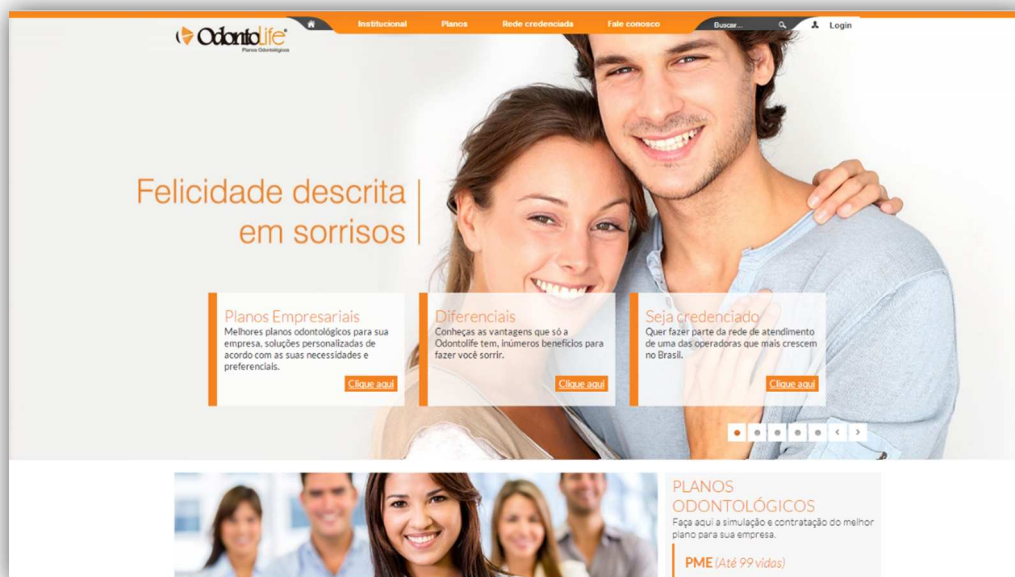 Odontolife
Planos Odontológicos
Institucional
Planos
Rede credenciada
Fale conosco
Buscar...
Login
Felicidade descrita
em sorrisos
Planos Empresariais
Melhores planos odontológicos para sua
empresa, soluções personalizadas de
acordo com as suas necessidades e
preferenciais.
Clique aqui
Diferenciais
Conheças as vantagens que só a
Odontolife tem, inúmeros benefícios para
fazer você sorrir.
Clique aqui
Seja credenciado
Quer fazer parte da rede de atendimento
de uma das operadoras que mais crescem
no Brasil.
Clique aqui
PLANOS
ODONTOLÓGICOS
Faça aqui a simulação e contratação do melhor
plano para sua empresa.
PME (Até 99 vidas)